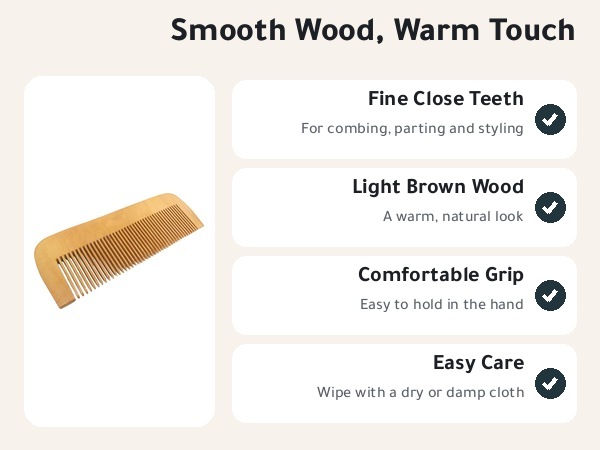 Smooth Wood, Warm Touch
Fine Close Teeth
For combing, parting and styling
Light Brown Wood
A warm, natural look
Comfortable Grip
Easy to hold in the hand
Easy Care
Wipe with a dry or damp cloth